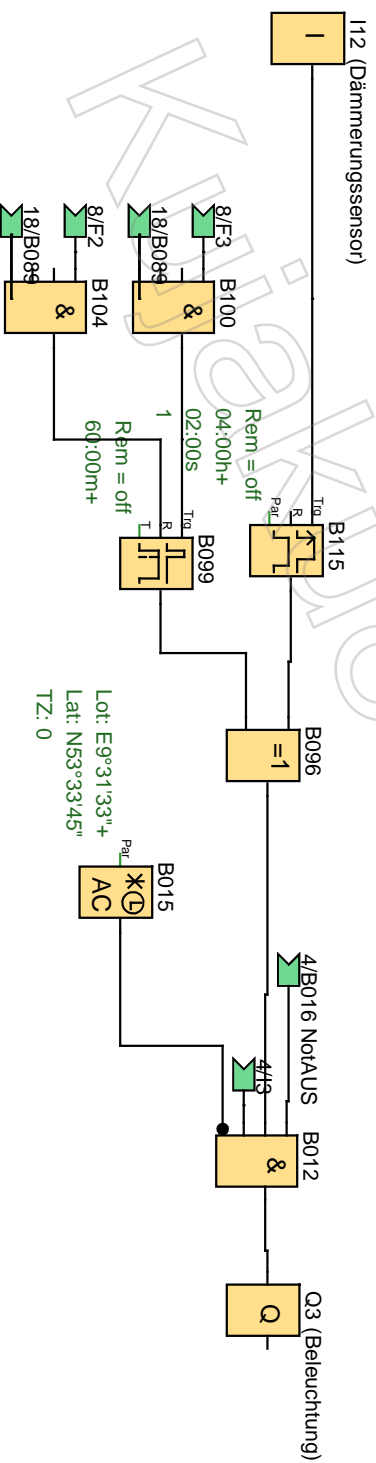 I12 (Dämmerungssensor)
I
8/F3
18/B089
B100
&
8/F2
18/B089
B104
&
Rem = off
04:00h+
02:00s
1
Trg
R
Par
B115
Rem = off
60:00m+
Trg
R
T
B099
B096
=1
Lot: E9°31'33"+
Lat: N53°33'45"
TZ: 0
B015
Par
L
AC
4/B016 NotAUS
4/I3
B012
&
Q3 (Beleuchtung)
Q